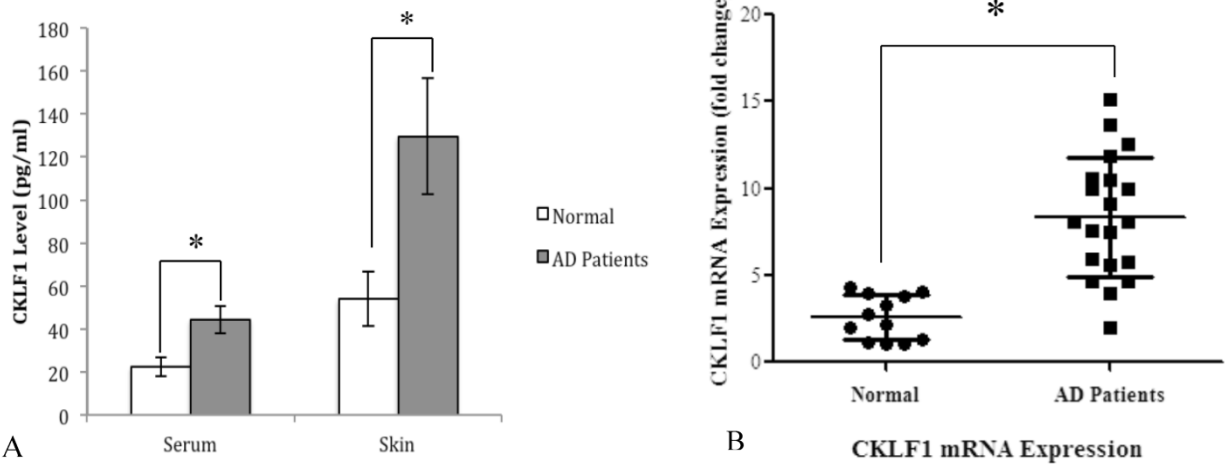 180
160
140
120
100
80
60
40
20
0
CKLF1 Level (pg/ml)
*
*
Serum
Skin
Normal
AD Patients
A
20
15
10
5
0
CKLF1 mRNA Expression (fold change
*
Normal
AD Patients
CKLF1 mRNA Expression
B